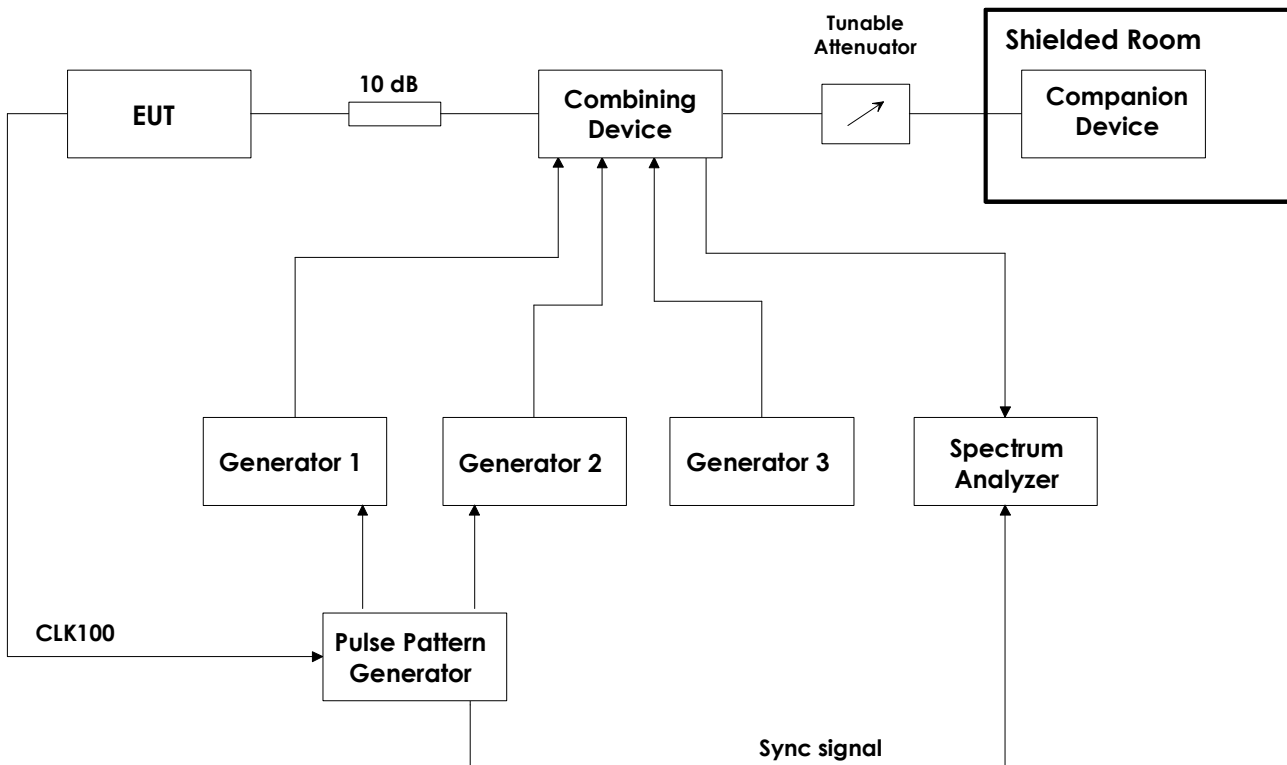 Tunable
Attenuator
Shielded Room
EUT
10 dB
Combining
Device
Companion
Device
Generator 1
Generator 2
Generator 3
Spectrum
Analyzer
CLK100
Pulse Pattern
Generator
Sync signal